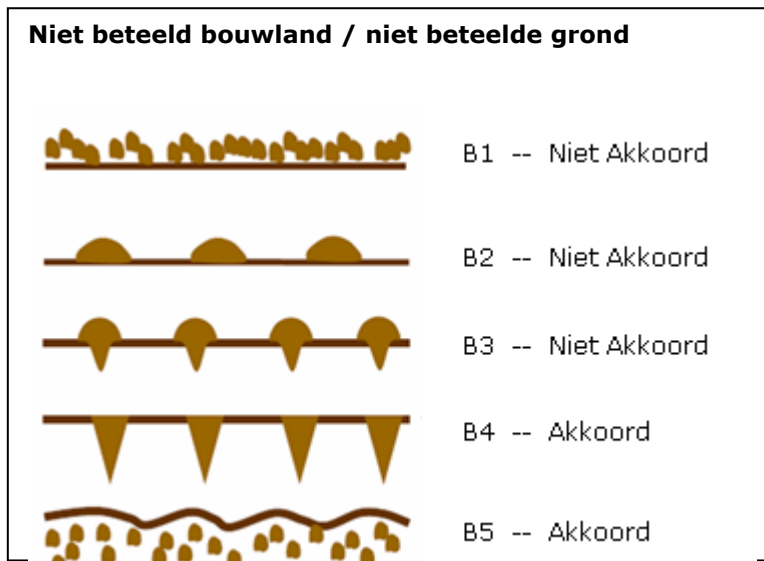 Niet beteeld bouwland / niet beteelde grond
B1 -- Niet Akkoord
B2 -- Niet Akkoord
B3 -- Niet Akkoord
B4 -- Akkoord
B5 -- Akkoord